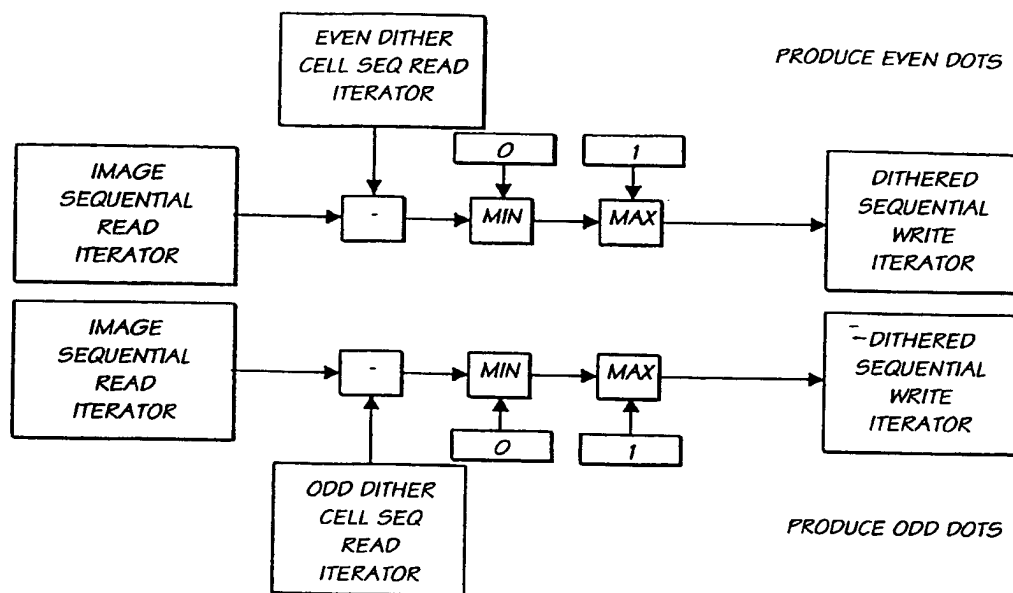 EVEN DITHER
CELL SEQ READ
ITERATOR
PRODUCE EVEN DOTS
0
1
IMAGE
SEQUENTIAL
READ
ITERATOR
-
MIN
MAX
DITHERED
SEQUENTIAL
WRITE
ITERATOR
IMAGE
SEQUENTIAL
READ
ITERATOR
-
MIN
MAX
DITHERED
SEQUENTIAL
WRITE
ITERATOR
0
1
ODD DITHER
CELL SEQ
READ
ITERATOR
PRODUCE ODD DOTS